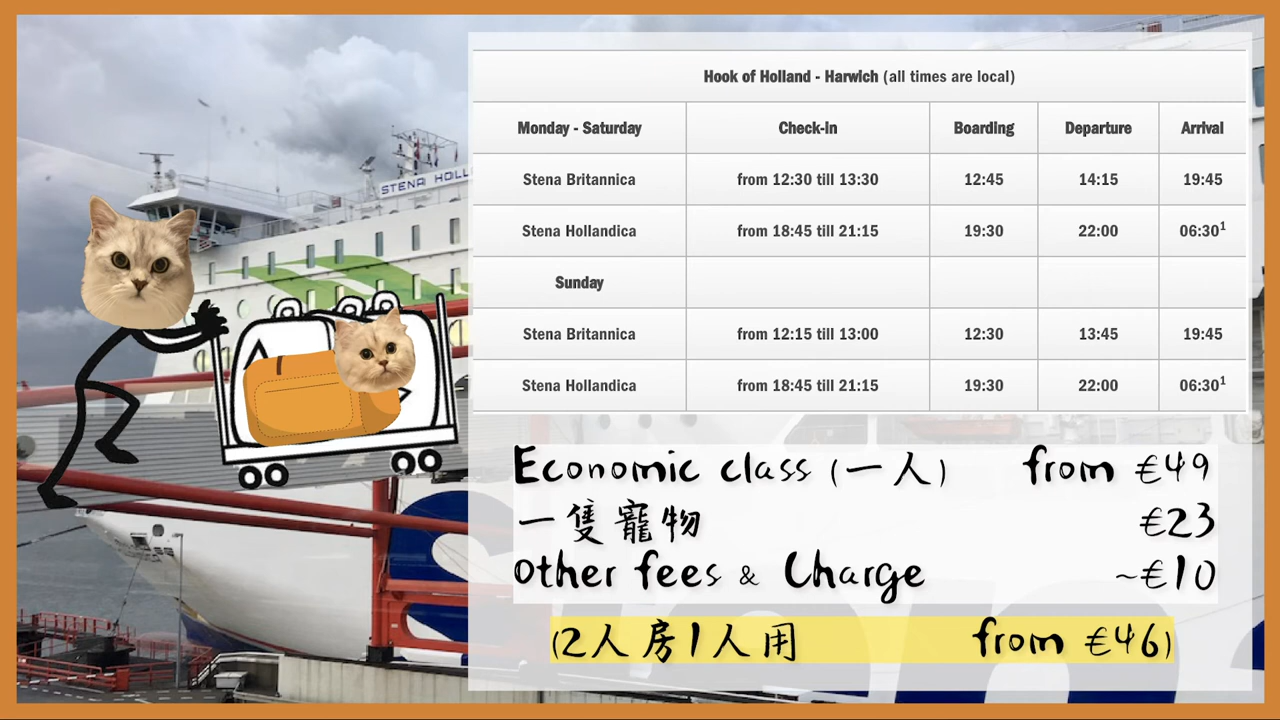 STENA HOLL
Hook of Holland - Harwich (all times are local)
Monday - Saturday Check-in Boarding Departure Arrival
Stena Britannica from 12:30 till 13:30 12:45 14:15 19:45
Stena Hollandica from 18:45 till 21:15 19:30 22:00 06:30¹
Sunday
Stena Britannica from 12:15 till 13:00 12:30 13:45 19:45
Stena Hollandica from 18:45 till 21:15 19:30 22:00 06:30¹
Economic class (一人) from €49
一隻寵物 €23
Other fees & Charge ~€10
(2人房1人用 from €46)